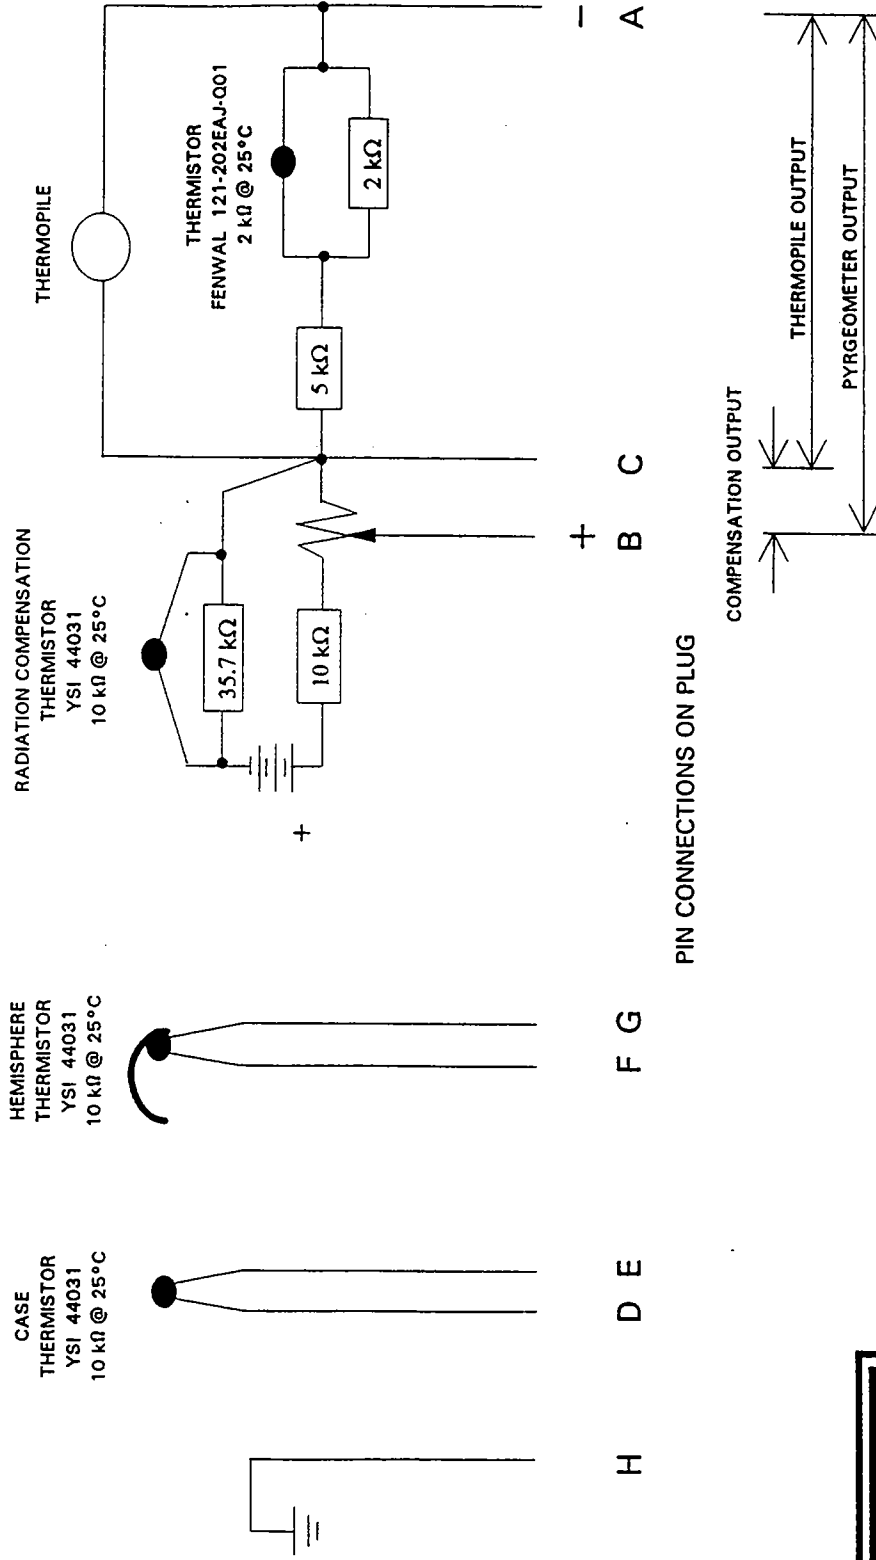 CASE
THERMISTOR
YSI 44031
10 kΩ @ 25°C
HEMISPHERE
THERMISTOR
YSI 44031
10 kΩ @ 25°C
RADIATION COMPENSATION
THERMISTOR
YSI 44031
10 kΩ @ 25°C
THERMOPILE
THERMISTOR
FENWAL 121-202EAJ-Q01
2 kΩ @ 25°C
35.7 kΩ
10 kΩ
5 kΩ
2 kΩ
+
+
−
H
D E
F G
B
C
A
PIN CONNECTIONS ON PLUG
COMPENSATION OUTPUT
THERMOPILE OUTPUT
PYRGEOMETER OUTPUT